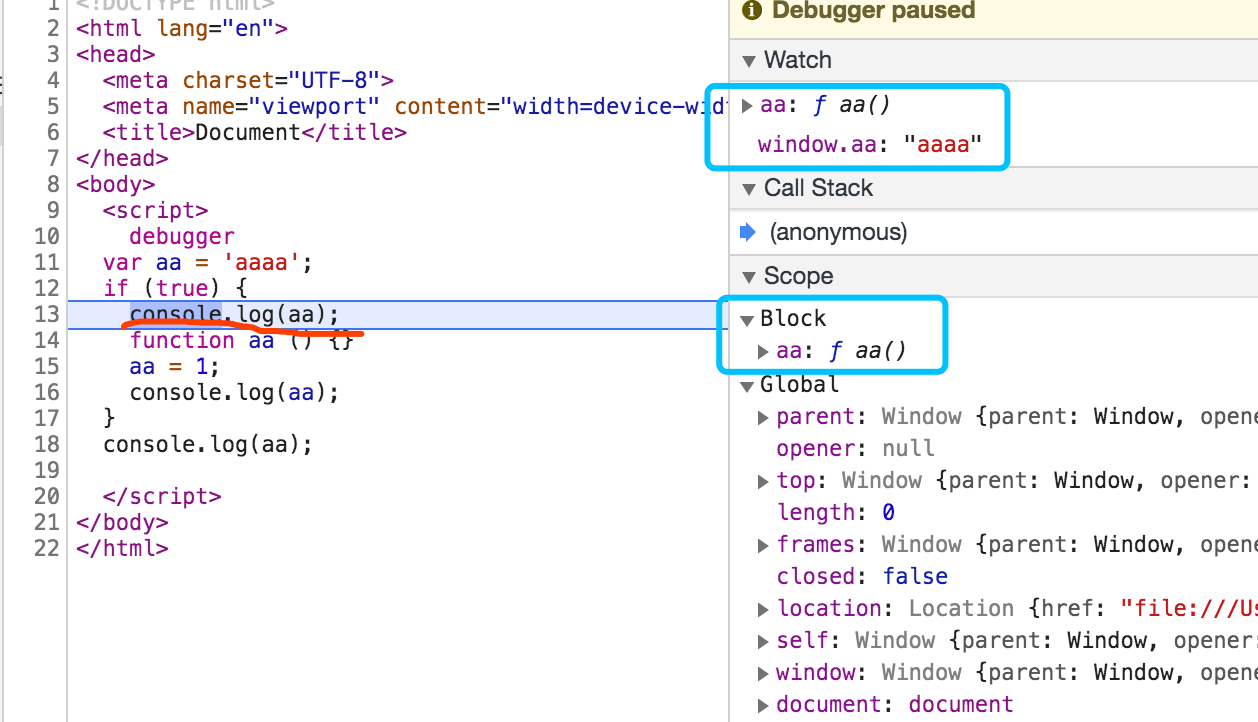 1 <!DOCTYPE html>
2 <html lang="en">
3 <head>
4 <meta charset="UTF-8">
5 <meta name="viewport" content="width=device-wid
6 <title>Document</title>
7 </head>
8 <body>
9 <script>
10 debugger
11 var aa = 'aaaa';
12 if (true) {
13 console.log(aa);
14 function aa () {}
15 aa = 1;
16 console.log(aa);
17 }
18 console.log(aa);
19
20 </script>
21 </body>
22 </html>
Debugger paused
Watch
aa: ƒ aa()
window.aa: "aaaa"
Call Stack
(anonymous)
Scope
Block
aa: ƒ aa()
Global
parent: Window {parent: Window, opene
opener: null
top: Window {parent: Window, opener:
length: 0
frames: Window {parent: Window, opene
closed: false
location: Location {href: "file:///Us
self: Window {parent: Window, opener:
window: Window {parent: Window, opene
document: document